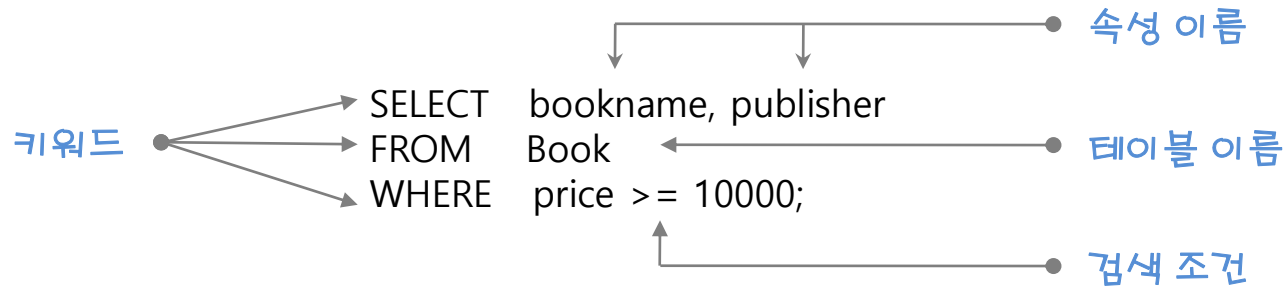 속성 이름
SELECT bookname, publisher
키워드
FROM Book
테이블 이름
WHERE price >= 10000;
검색 조건